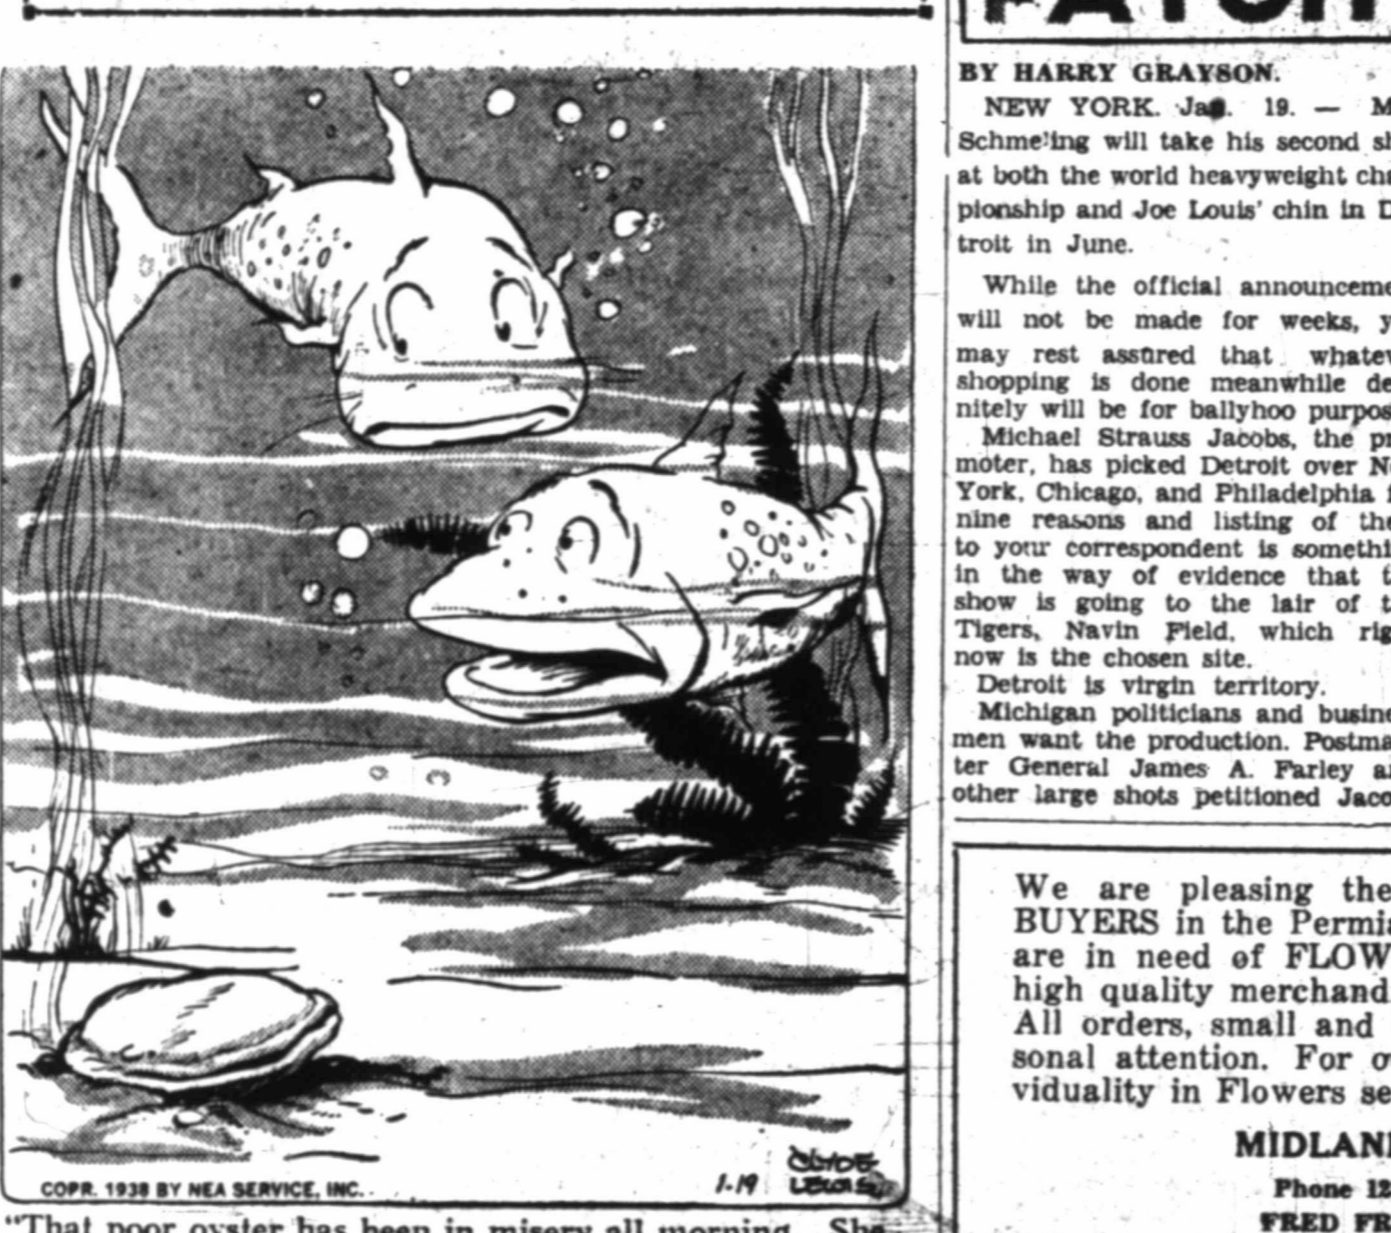 COPR. 1938 BY NEA SERVICE, INC.
1-19
CLYDE
LEWIS
"That poor oyster has been in misery all morning. She
BY HARRY GRAYSON.
NEW YORK. Jan. 19. — M
Schmeling will take his second sh
at both the world heavyweight cha
pionship and Joe Louis' chin in D
troit in June.
While the official announceme
will not be made for weeks, y
may rest assured that whatev
shopping is done meanwhile de
nitely will be for ballyhoo purpos
Michael Strauss Jacobs, the pr
moter, has picked Detroit over N
York, Chicago, and Philadelphia f
nine reasons and listing of the
to your correspondent is somethi
in the way of evidence that t
show is going to the lair of t
Tigers, Navin Field, which rig
now is the chosen site.
Detroit is virgin territory.
Michigan politicians and busine
men want the production. Postma
ter General James A. Farley a
other large shots petitioned Jaco
We are pleasing the
BUYERS in the Permi
are in need of FLOW
high quality merchand
All orders, small and
sonal attention. For o
viduality in Flowers se
MIDLAN
Phone 12
FRED FR